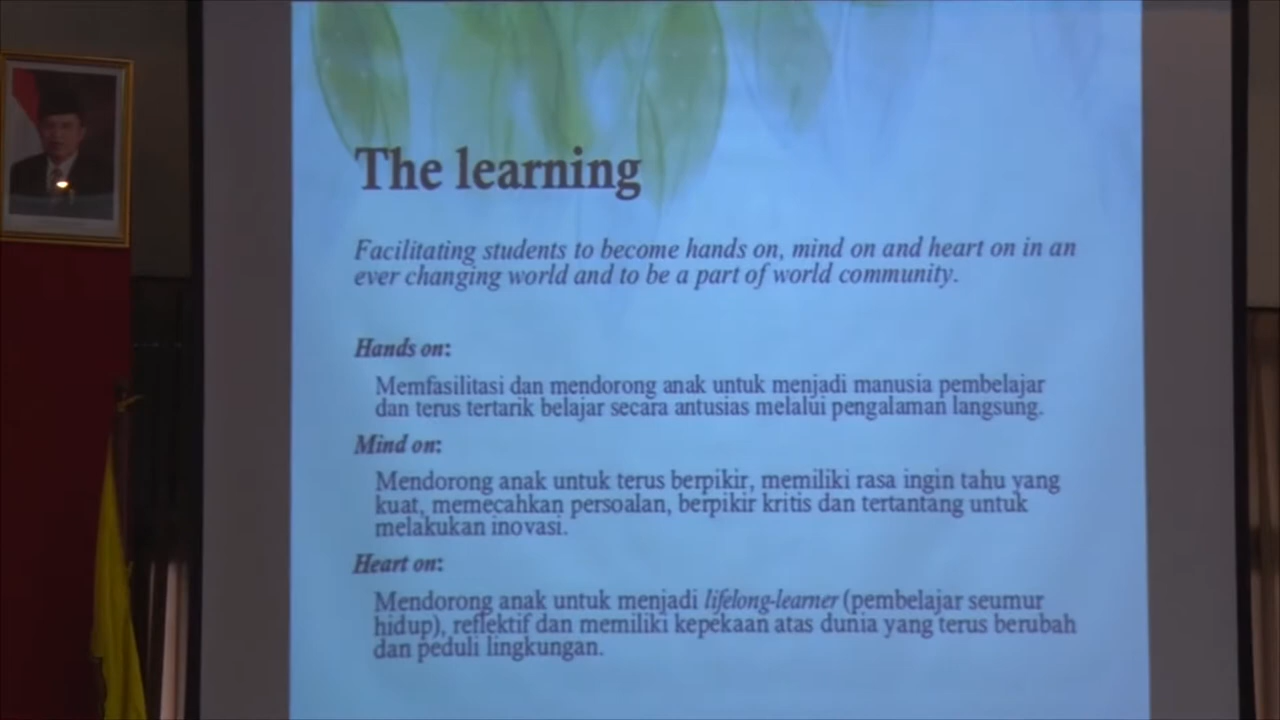 The learning
Facilitating students to become hands on, mind on and heart on in an
ever changing world and to be a part of world community.
Hands on:
Memfasilitasi dan mendorong anak untuk menjadi manusia pembelajar
dan terus tertarik belajar secara antusias melalui pengalaman langsung.
Mind on:
Mendorong anak untuk terus berpikir, memiliki rasa ingin tahu yang
kuat, memecahkan persoalan, berpikir kritis dan tertantang untuk
melakukan inovasi.
Heart on:
Mendorong anak untuk menjadi lifelong-learner (pembelajar seumur
hidup), reflektif dan memiliki kepekaan atas dunia yang terus berubah
dan peduli lingkungan.